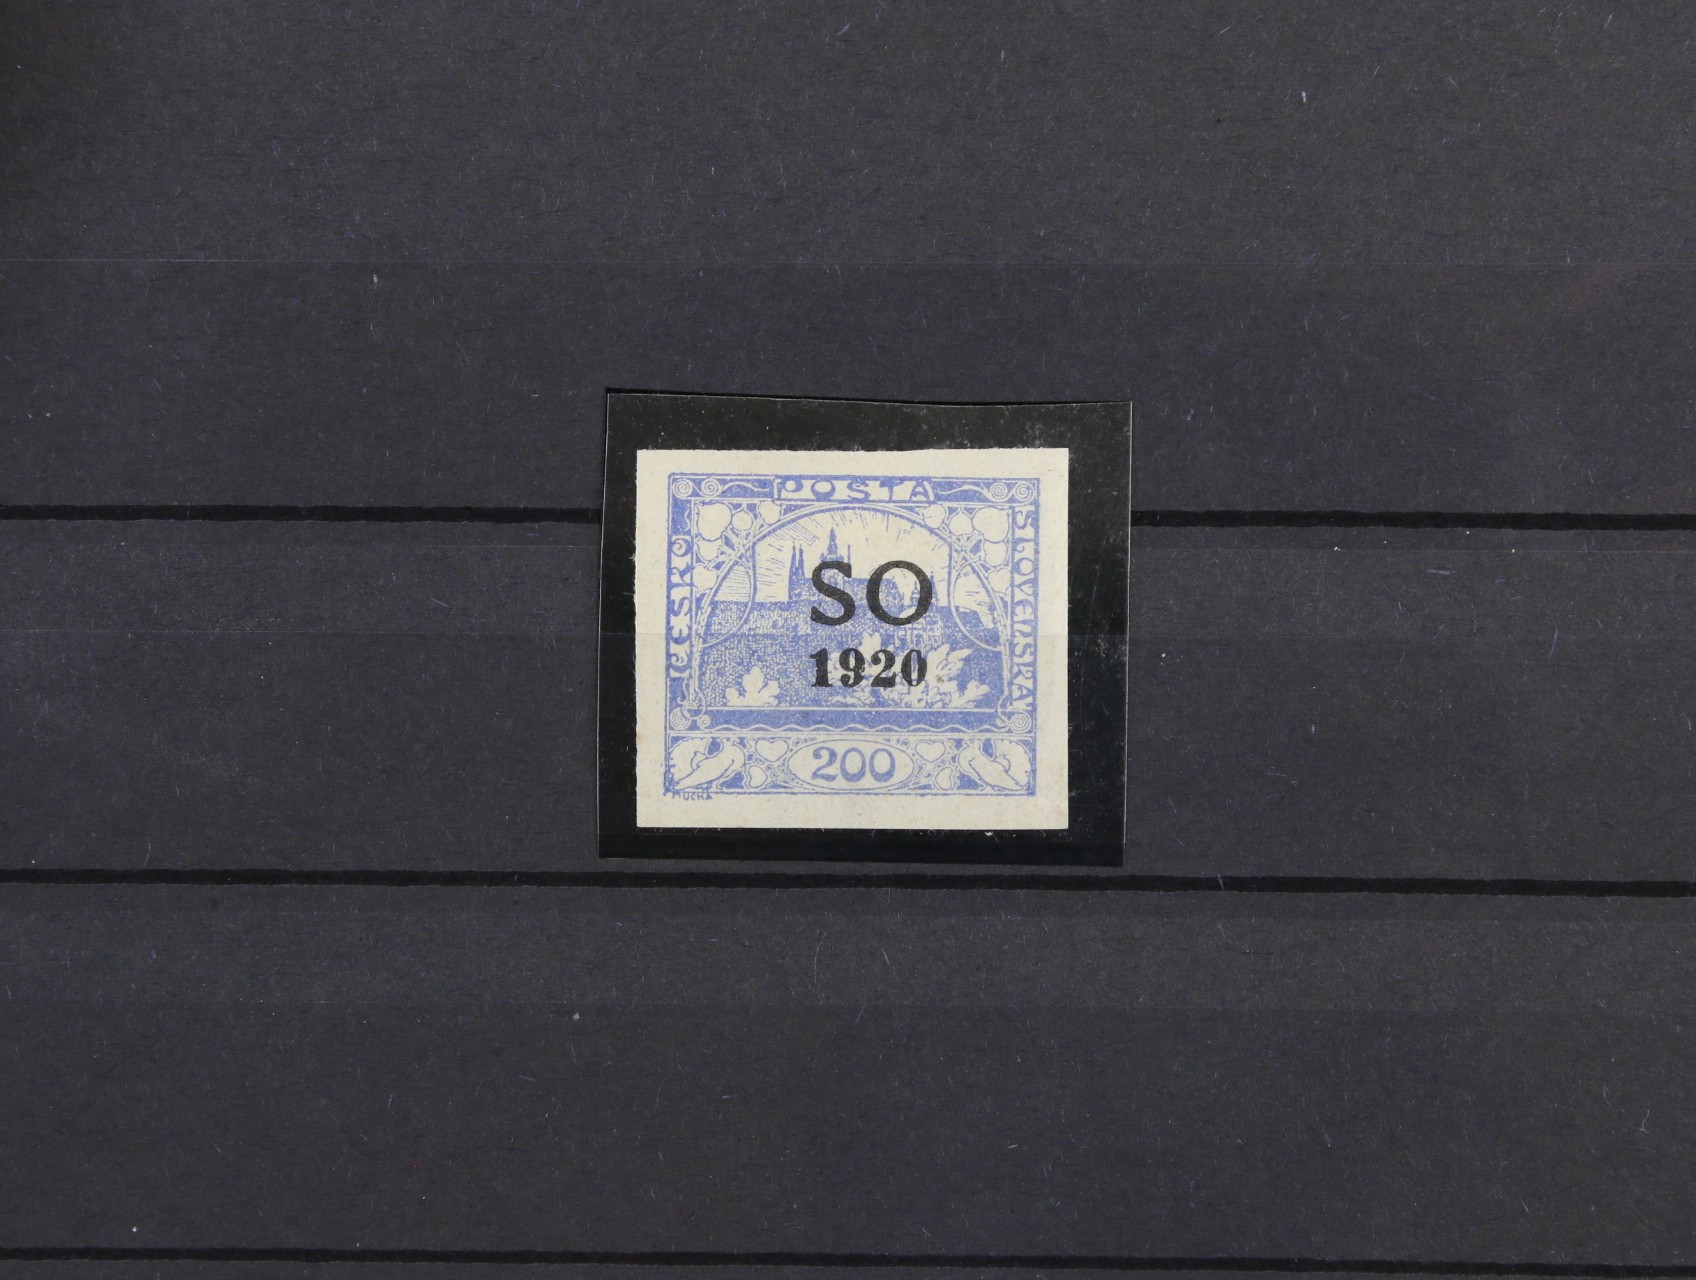 POŠTA
ČESKO
SLOVENSKÁ
SO
1920
200
MUCHA